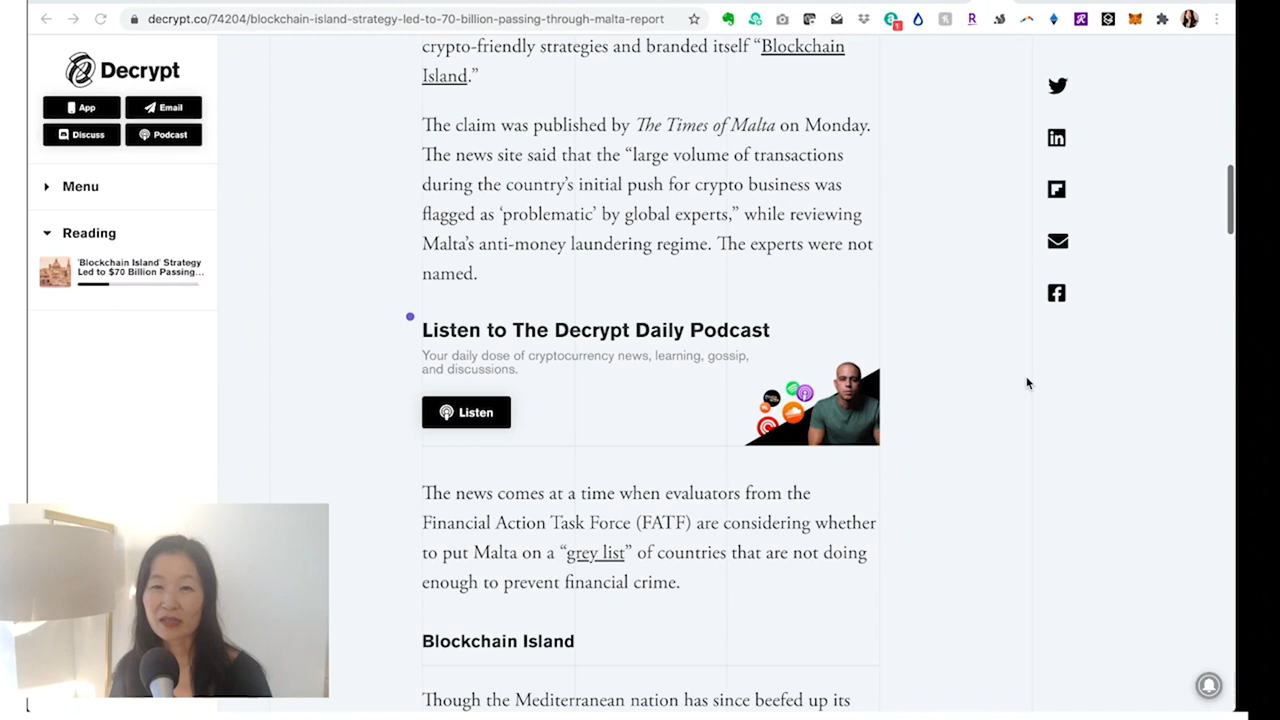 decrypt.co/74204/blockchain-island-strategy-led-to-70-billion-passing-through-malta-report
1
Decrypt
App
Email
Discuss
Podcast
Menu
Reading
'Blockchain Island' Strategy
Led to $70 Billion Passing...
crypto-friendly strategies and branded itself “Blockchain
Island.”
The claim was published by The Times of Malta on Monday.
The news site said that the “large volume of transactions
during the country’s initial push for crypto business was
flagged as ‘problematic’ by global experts,” while reviewing
Malta’s anti-money laundering regime. The experts were not
named.
Listen to The Decrypt Daily Podcast
Your daily dose of cryptocurrency news, learning, gossip,
and discussions.
Listen
The news comes at a time when evaluators from the
Financial Action Task Force (FATF) are considering whether
to put Malta on a “grey list” of countries that are not doing
enough to prevent financial crime.
Blockchain Island
Though the Mediterranean nation has since beefed up its